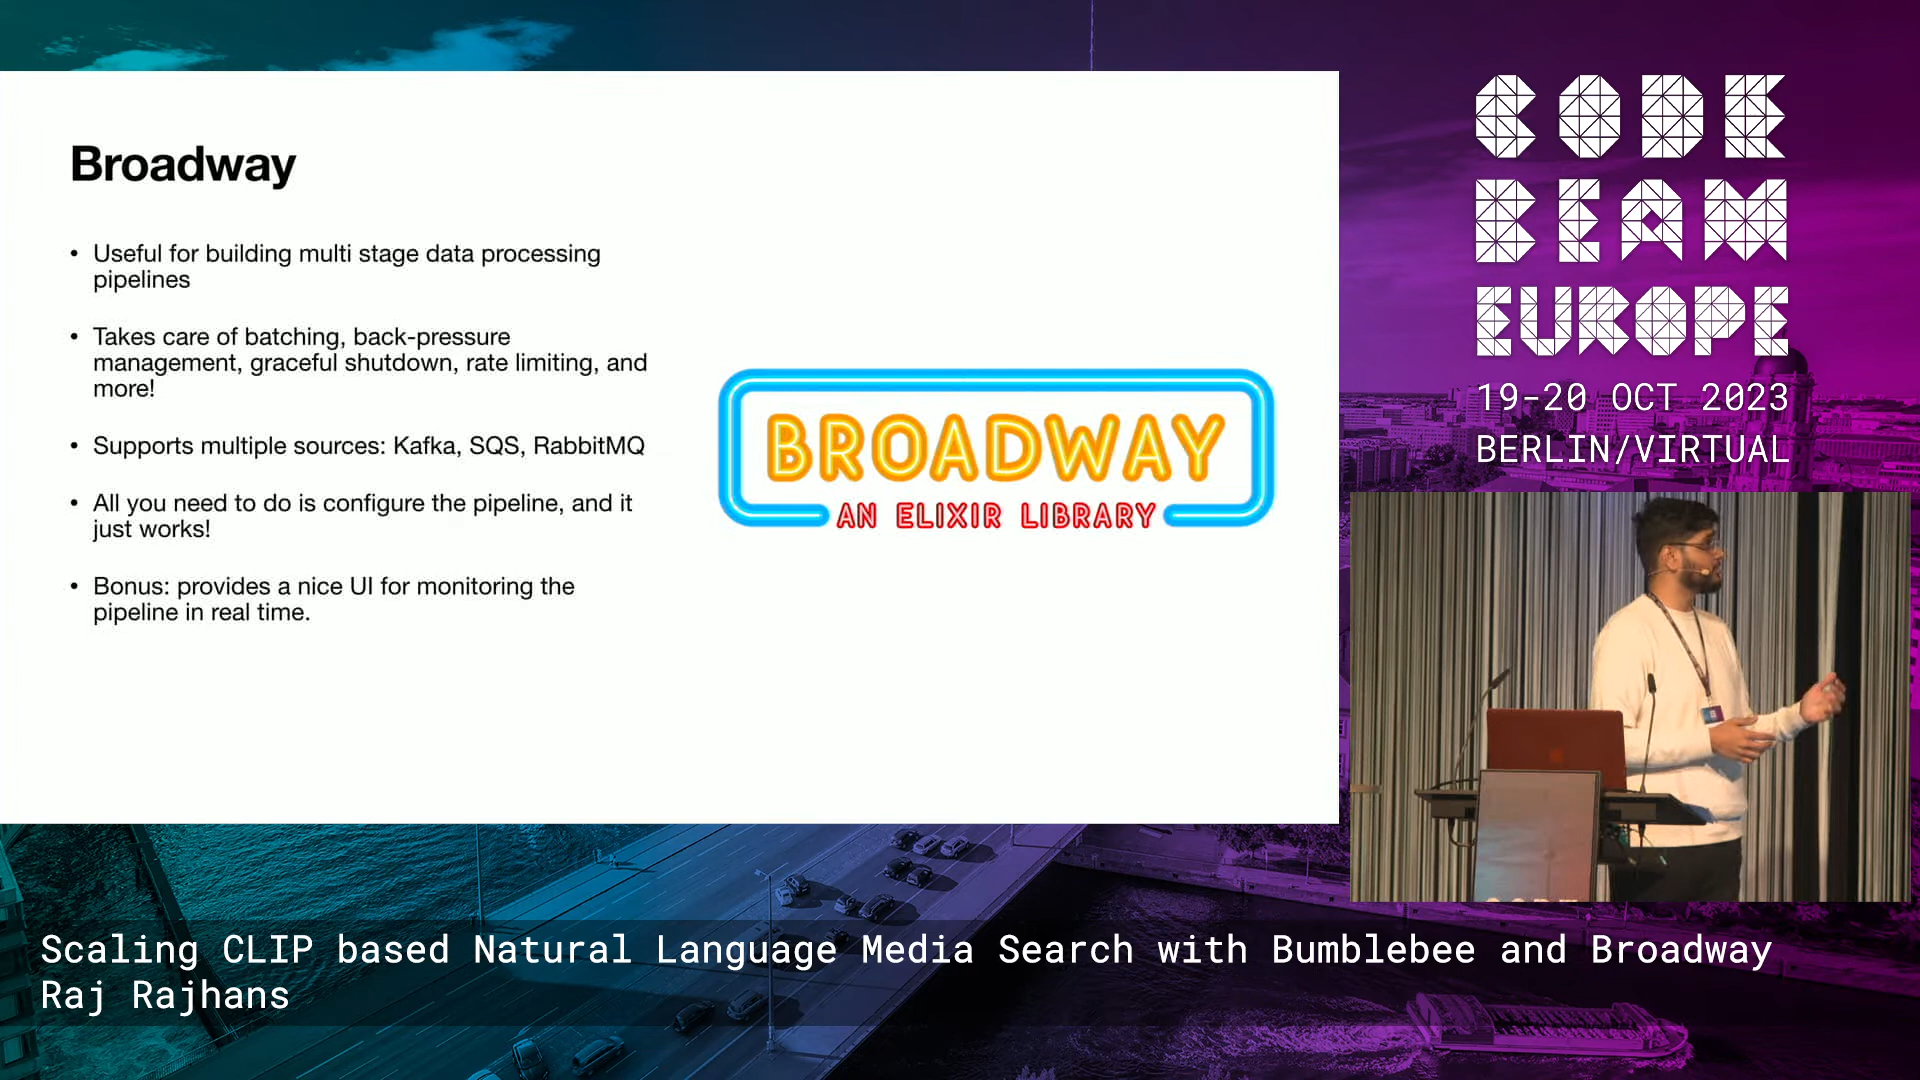 Broadway
• Useful for building multi stage data processing
pipelines
• Takes care of batching, back-pressure
management, graceful shutdown, rate limiting, and
more!
• Supports multiple sources: Kafka, SQS, RabbitMQ
• All you need to do is configure the pipeline, and it
just works!
• Bonus: provides a nice UI for monitoring the
pipeline in real time.
BROADWAY
AN ELIXIR LIBRARY
CODE
BEAM
EUROPE
19-20 OCT 2023
BERLIN/VIRTUAL
Scaling CLIP based Natural Language Media Search with Bumblebee and Broadway
Raj Rajhans